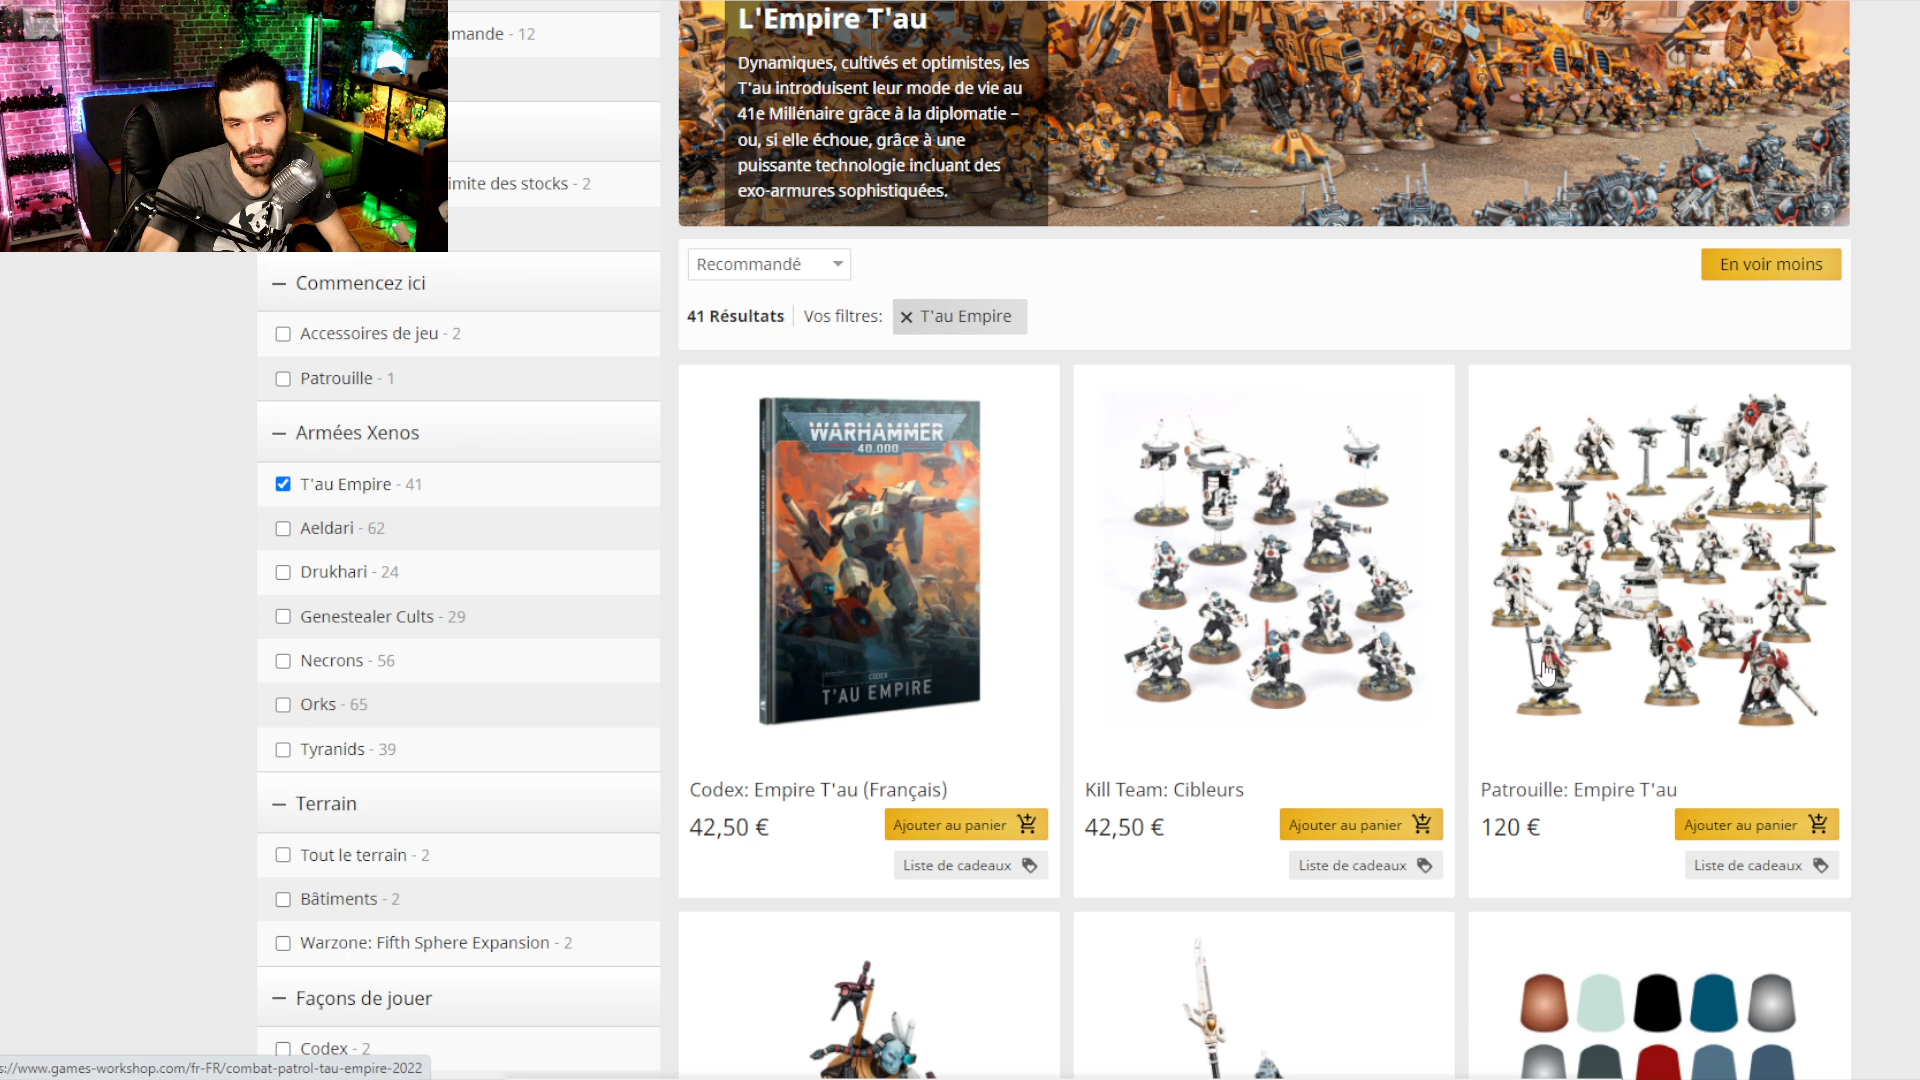 L'Empire T'au
Dynamiques, cultivés et optimistes, les
T'au introduisent leur mode de vie au
41e Millénaire grâce à la diplomatie –
ou, si elle échoue, grâce à une
puissante technologie incluant des
exo-armures sophistiquées.
mande - 12
imite des stocks - 2
— Commencez ici
Accessoires de jeu - 2
Patrouille - 1
— Armées Xenos
T'au Empire - 41
Aeldari - 62
Drukhari - 24
Genestealer Cults - 29
Necrons - 56
Orks - 65
Tyranids - 39
— Terrain
Tout le terrain - 2
Bâtiments - 2
Warzone: Fifth Sphere Expansion - 2
— Façons de jouer
Codex - 2
s://www.games-workshop.com/fr-FR/combat-patrol-tau-empire-2022
Recommandé
En voir moins
41 Résultats Vos filtres: × T'au Empire
WARHAMMER
40.000
CODEX
T'AU EMPIRE
Codex: Empire T'au (Français)
42,50 €
Ajouter au panier
Liste de cadeaux
Kill Team: Cibleurs
42,50 €
Ajouter au panier
Liste de cadeaux
Patrouille: Empire T'au
120 €
Ajouter au panier
Liste de cadeaux